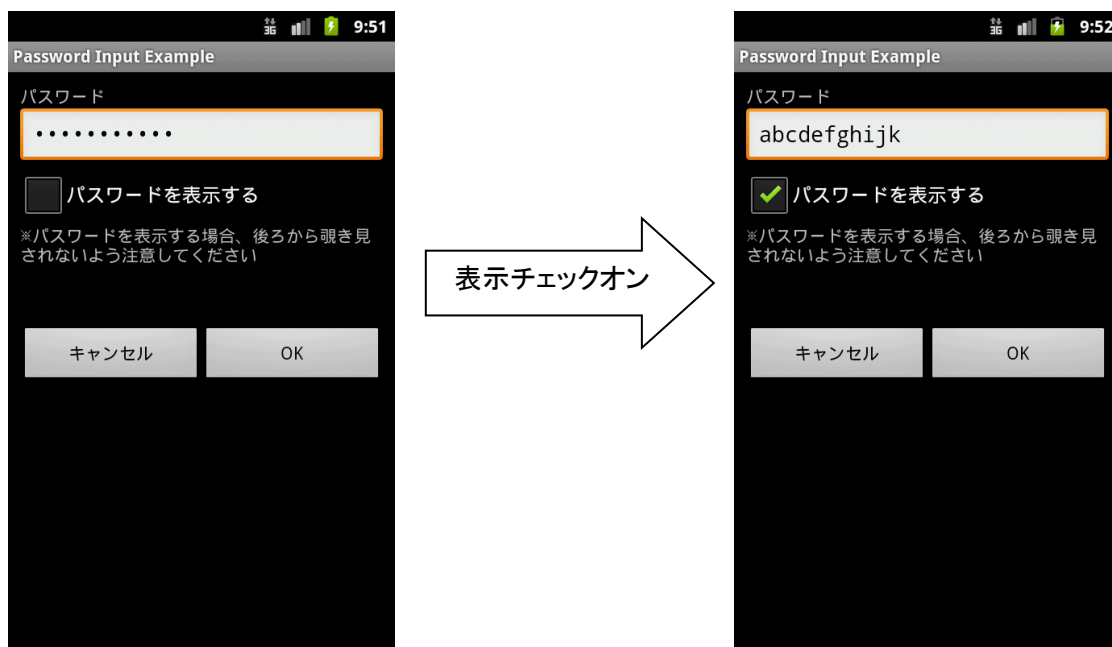 3G 9:51
Password Input Example
パスワード
•••••••••••
パスワードを表示する
※パスワードを表示する場合、後ろから覗き見
されないよう注意してください
キャンセル OK
表示チェックオン
3G 9:52
Password Input Example
パスワード
abcdefghijk
パスワードを表示する
※パスワードを表示する場合、後ろから覗き見
されないよう注意してください
キャンセル OK